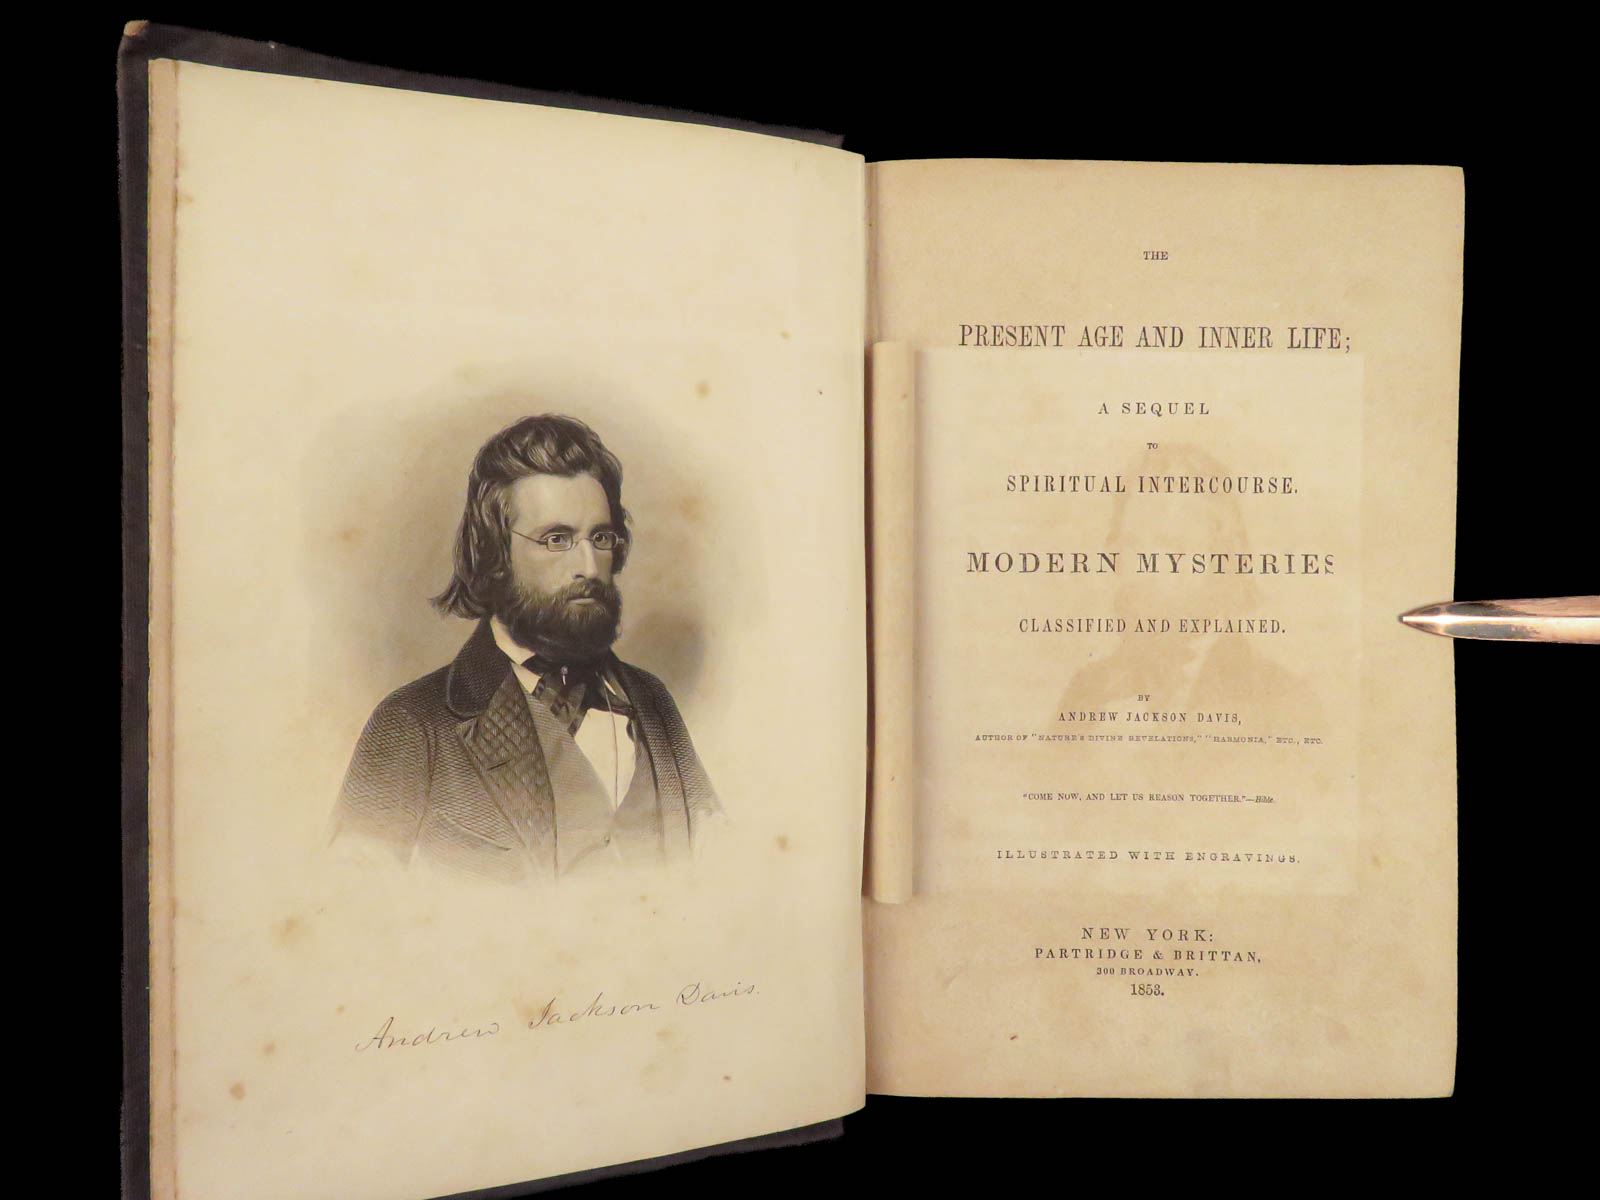 Andrew Jackson Davis.
THE
PRESENT AGE AND INNER LIFE;
A SEQUEL
TO
SPIRITUAL INTERCOURSE.
MODERN MYSTERIES
CLASSIFIED AND EXPLAINED.
BY
ANDREW JACKSON DAVIS,
AUTHOR OF "NATURE'S DIVINE REVELATIONS," "HARMONIA," ETC., ETC.
"COME NOW, AND LET US REASON TOGETHER."—Bible.
ILLUSTRATED WITH ENGRAVINGS.
NEW YORK:
PARTRIDGE & BRITTAN,
300 BROADWAY.
1853.